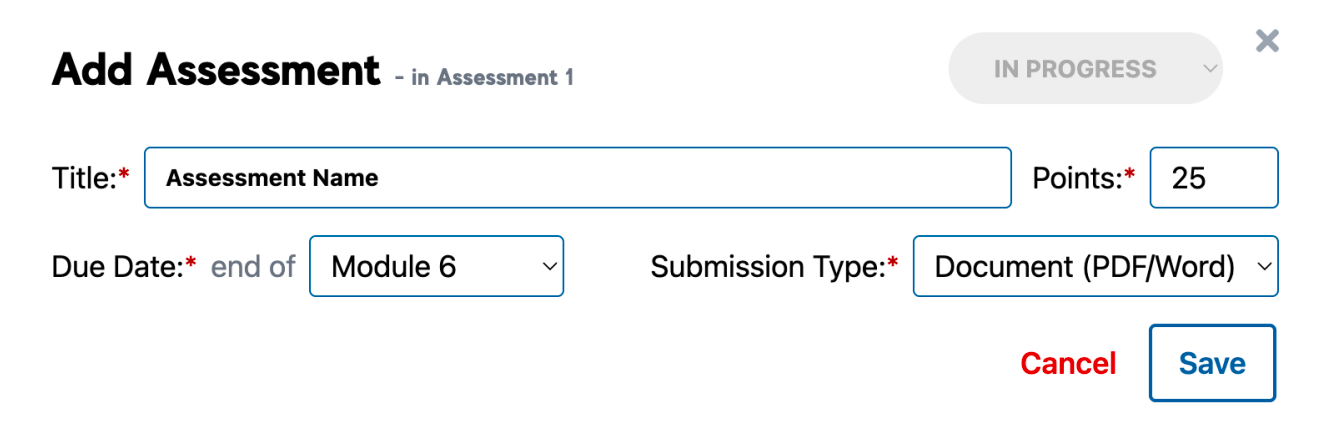 Add Assessment - in Assessment 1 IN PROGRESS
Title:* Assessment Name Points:* 25
Due Date:* end of Module 6 Submission Type:* Document (PDF/Word)
Cancel Save